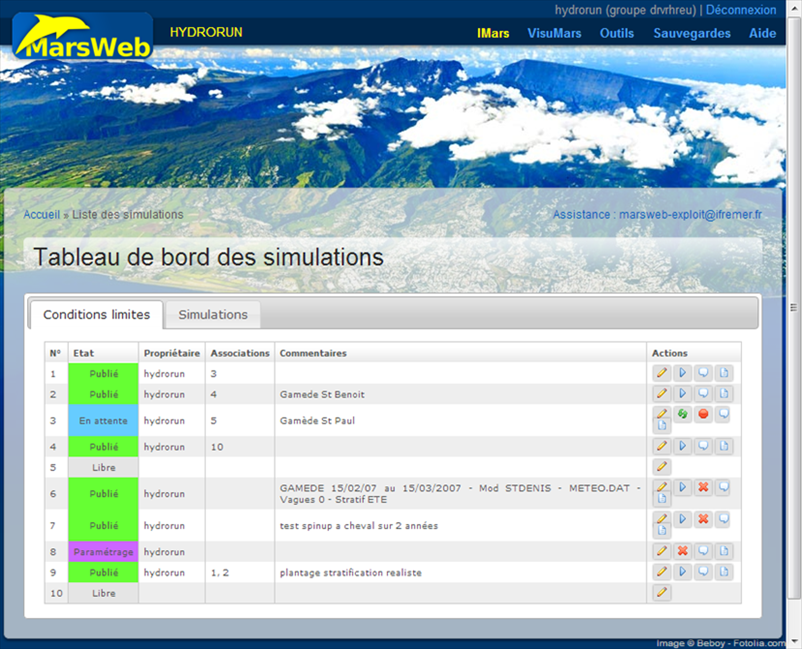 hydrorun (groupe drvrhreu) | Déconnexion
MarsWeb
HYDRORUN
IMars VisuMars Outils Sauvegardes Aide
Accueil » Liste des simulations
Assistance : marsweb-exploit@ifremer.fr
Tableau de bord des simulations
Conditions limites Simulations
N° Etat Propriétaire Associations Commentaires Actions
1 Publié hydrorun 3
2 Publié hydrorun 4 Gamede St Benoit
3 En attente hydrorun 5 Gamède St Paul
4 Publié hydrorun 10
5 Libre
6 Publié hydrorun GAMEDE 15/02/07 au 15/03/2007 - Mod STDENIS - METEO.DAT -
Vagues 0 - Stratif ETE
7 Publié hydrorun test spinup a cheval sur 2 années
8 Paramétrage hydrorun
9 Publié hydrorun 1, 2 plantage stratification realiste
10 Libre
Image © Beboy - Fotolia.com